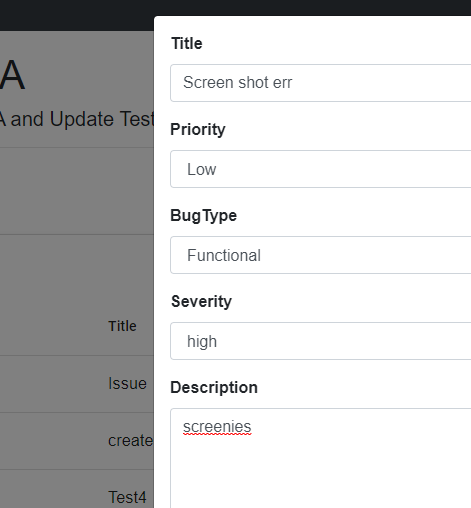 Title
Screen shot err
A
A and Update Test
Priority
Low
BugType
Functional
Severity
Title
high
Issue
Description
screenies
create
Test4